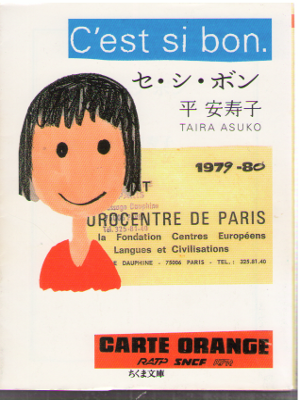 C'est si bon.
セ・シ・ボン
平 安寿子
TAIRA ASUKO
1979-80
UROCENTRE DE PARIS
la Fondation Centres Européens
Langues et Civilisations
E DAUPHINE - 75006 PARIS - TEL.: 325.81.40
CARTE ORANGE
RATP SNCF
ちくま文庫